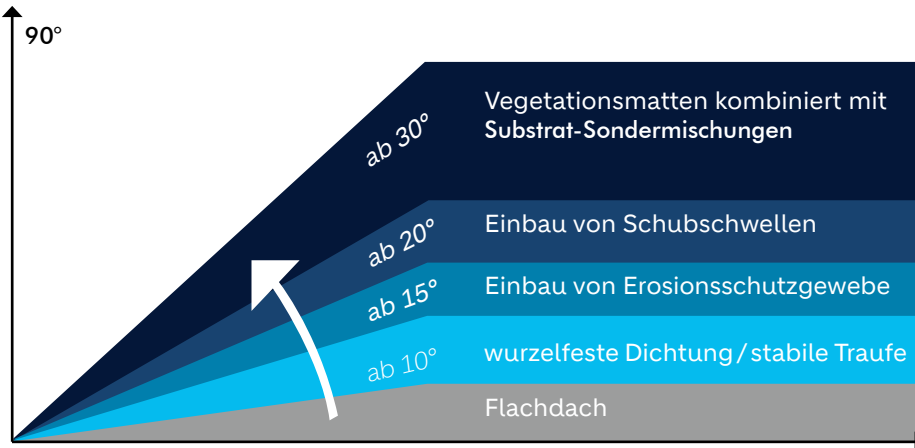 90°
ab 30°
Vegetationsmatten kombiniert mit
Substrat-Sondermischungen
ab 20°
Einbau von Schubschwellen
ab 15°
Einbau von Erosionsschutzgewebe
ab 10°
wurzelfeste Dichtung/stabile Traufe
Flachdach